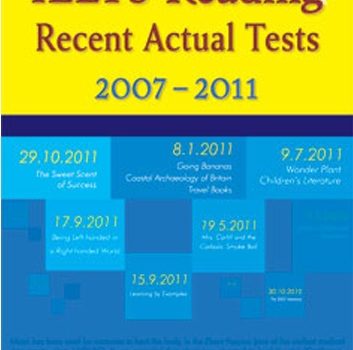 IELTS Reading
Recent Actual Tests
2007 – 2011
29.10.2011
The Sweet Scent
of Success
8.1.2011
Going Bananas
Coastal Archaeology of Britain
Travel Books
9.7.2011
Wonder Plant
Children's Literature
17.9.2011
Being Left-handed in
a Right-handed World
19.5.2011
Mrs. Carlill and the
Carbolic Smoke Ball
15.9.2011
Learning by Examples
30.10.2010